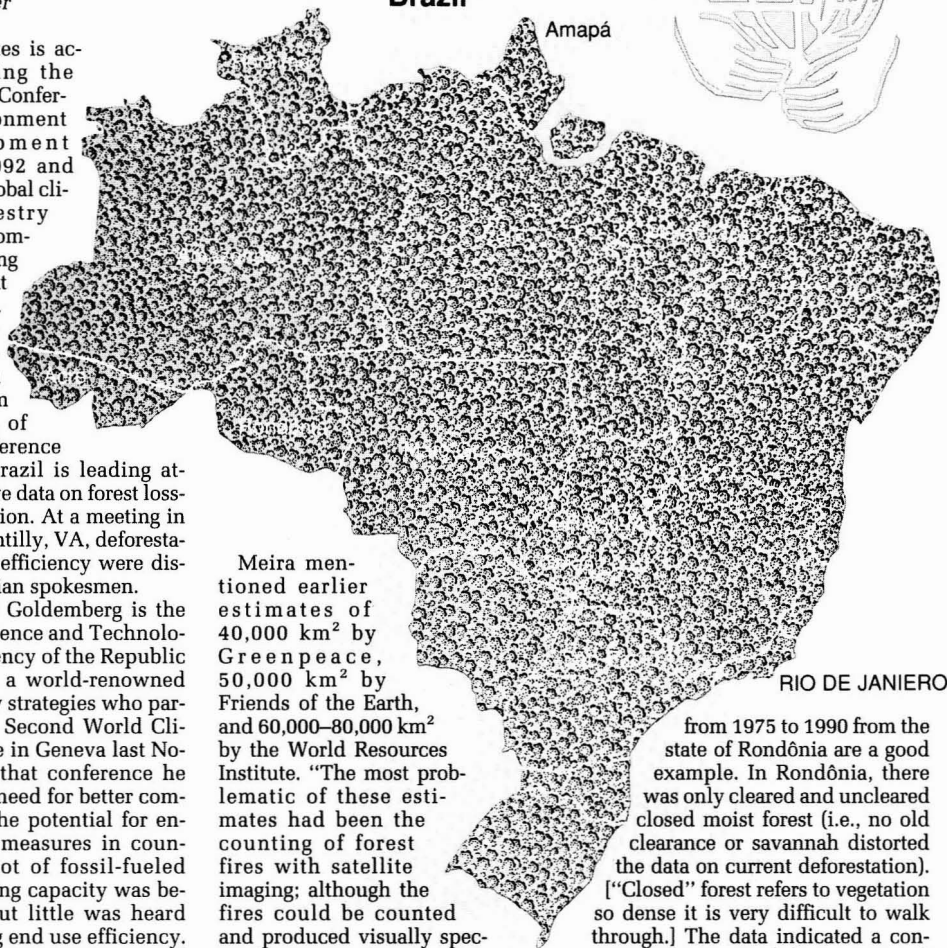 er
es is ac-
ng the
Confer-
onment
pment
092 and
obal cli-
estry
om-
ng
t
n
of
erence
razil is leading at-
e data on forest loss-
ion. At a meeting in
ntilly, VA, deforesta-
efficiency were dis-
ian spokesmen.
Goldemberg is the
ence and Technolo-
ency of the Republic
a world-renowned
strategies who par-
Second World Cli-
e in Geneva last No-
that conference he
need for better com-
he potential for en-
measures in coun-
ot of fossil-fueled
ng capacity was be-
ut little was heard
g end use efficiency.
Brazil
Amapá
RIO DE JANIERO
Meira men-
tioned earlier
estimates of
40,000 km² by
Greenpeace,
50,000 km² by
Friends of the Earth,
and 60,000–80,000 km²
by the World Resources
Institute. “The most prob-
lematic of these esti-
mates had been the
counting of forest
fires with satellite
imaging; although the
fires could be counted
and produced visually spec-
from 1975 to 1990 from the
state of Rondônia are a good
example. In Rondônia, there
was only cleared and uncleared
closed moist forest (i.e., no old
clearance or savannah distorted
the data on current deforestation).
[“Closed” forest refers to vegetation
so dense it is very difficult to walk
through.] The data indicated a con-